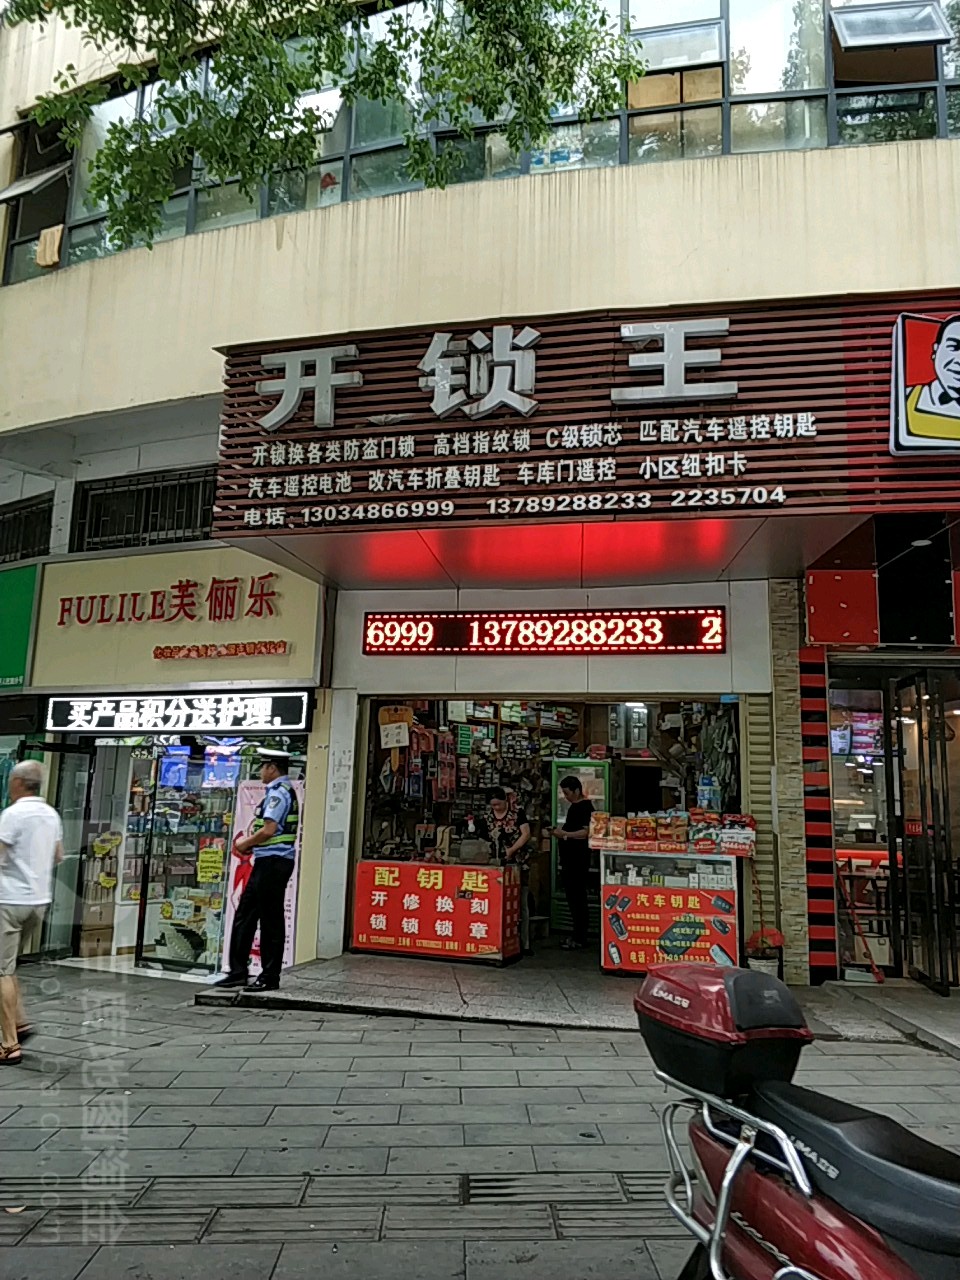 开锁王
开锁换各类防盗门锁 高档指纹锁 C级锁芯 匹配汽车遥控钥匙
汽车遥控电池 改汽车折叠钥匙 车库门遥控 小区纽扣卡
电话:13034866999 13789288233 2235704
FULILE芙俪乐
6999 13789288233 2
买产品积分送护理,
配钥匙
开修换刻
锁锁锁章
汽车钥匙
LIMA
LIMA